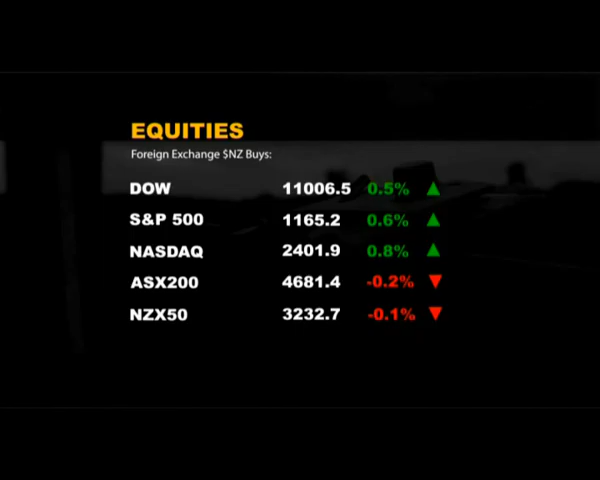 EQUITIES
Foreign Exchange $NZ Buys:
DOW 11006.5 0.5% ▲
S&P 500 1165.2 0.6% ▲
NASDAQ 2401.9 0.8% ▲
ASX200 4681.4 -0.2% ▼
NZX50 3232.7 -0.1% ▼